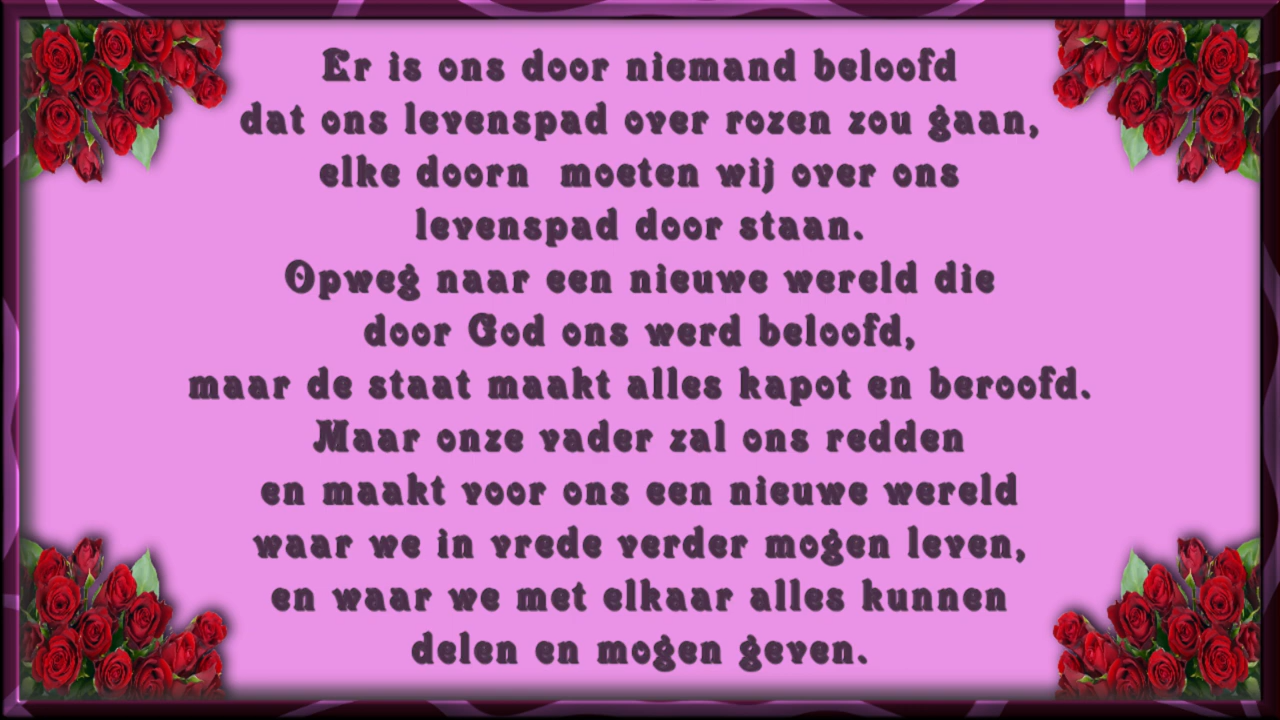 Er is ons door niemand beloofd
dat ons levenspad over rozen zou gaan,
elke doorn  moeten wij over ons
levenspad door staan.
Opweg naar een nieuwe wereld die
door God ons werd beloofd,
maar de staat maakt alles kapot en beroofd.
Maar onze vader zal ons redden
en maakt voor ons een nieuwe wereld
waar we in vrede verder mogen leven,
en waar we met elkaar alles kunnen
delen en mogen geven.